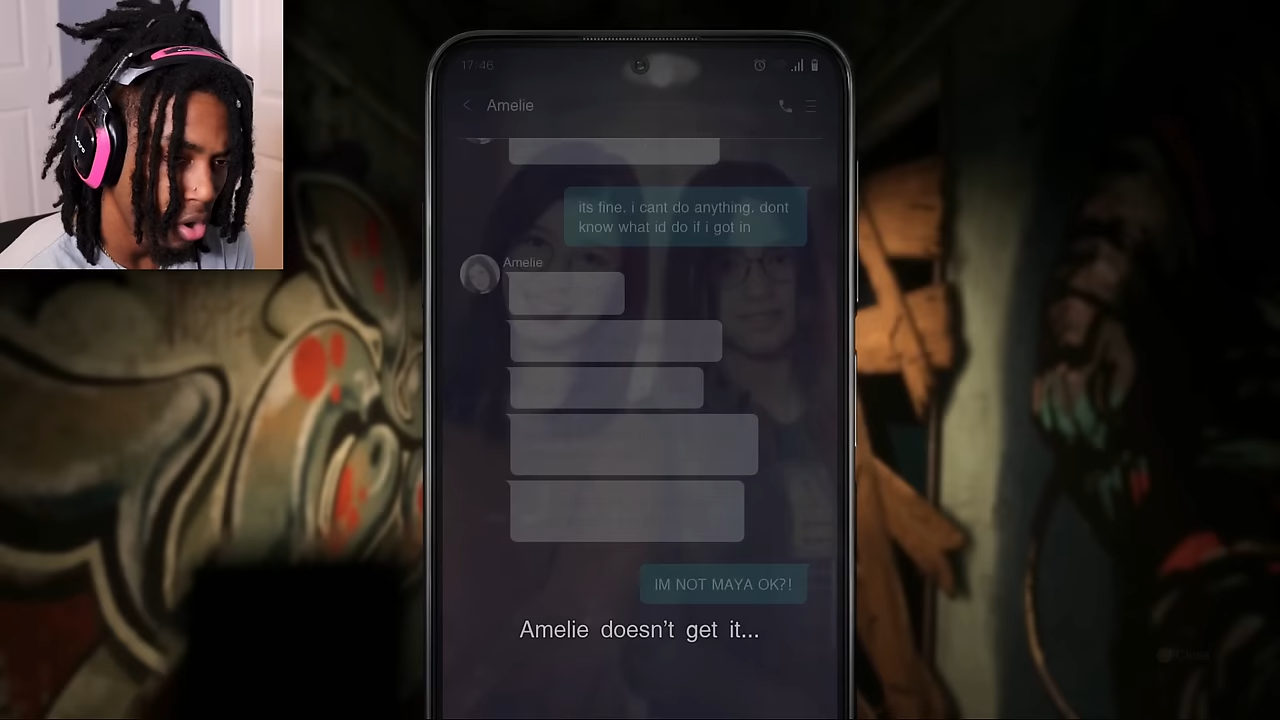 17:46
Amelie
its fine. i cant do anything. dont
know what id do if i got in
Amelie
IM NOT MAYA OK?!
Amelie doesn't get it...
Close